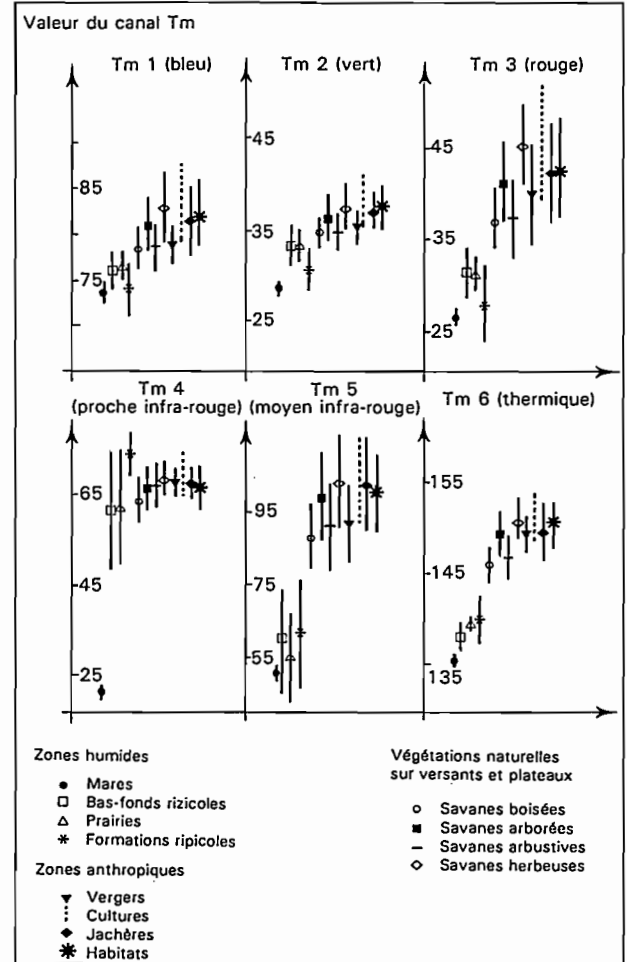 Valeur du canal Tm
Tm 1 (bleu)
85
75
Tm 2 (vert)
45
35
25
Tm 3 (rouge)
45
35
25
Tm 4
(proche infra-rouge)
65
45
25
Tm 5
(moyen infra-rouge)
95
75
55
Tm 6 (thermique)
155
145
135
Zones humides
Mares
Bas-fonds rizicoles
Prairies
Formations ripicoles
Zones anthropiques
Vergers
Cultures
Jachères
Habitats
Végétations naturelles
sur versants et plateaux
Savanes boisées
Savanes arborées
Savanes arbustives
Savanes herbeuses